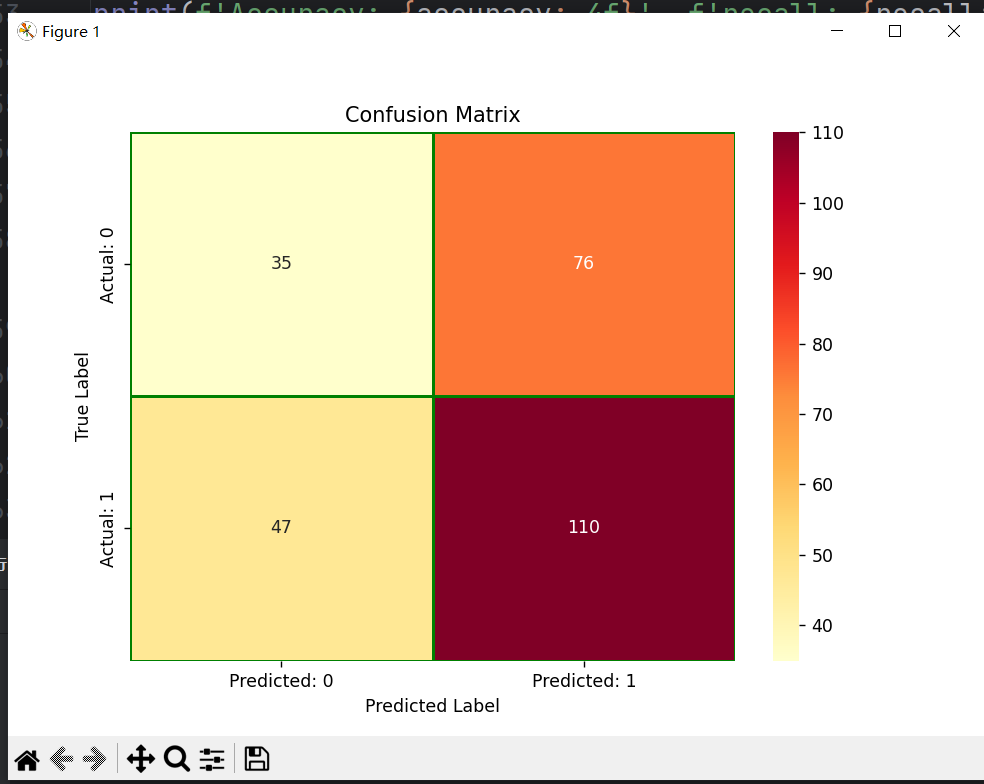 Figure 1
Confusion Matrix
110
100
90
80
70
60
50
40
True Label
Actual: 0
35
76
Actual: 1
47
110
Predicted: 0
Predicted: 1
Predicted Label